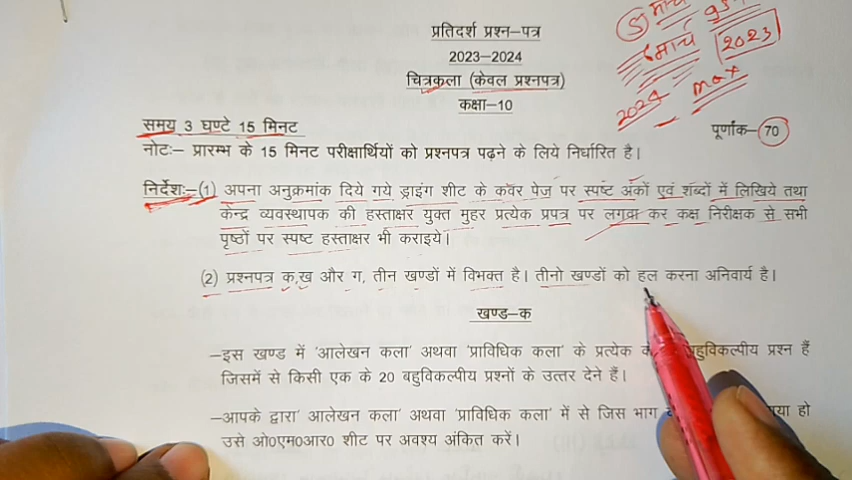 प्रतिदर्श प्रश्न–पत्र
2023–2024
चित्रकला (केवल प्रश्नपत्र)
कक्षा–10
5 मार्च
6 मार्च 2023
2024 max
समय 3 घण्टे 15 मिनट
पूर्णांक– 70
नोटः– प्रारम्भ के 15 मिनट परीक्षार्थियों को प्रश्नपत्र पढ़ने के लिये निर्धारित है।
निर्देशः–(1) अपना अनुक्रमांक दिये गये ड्राइंग शीट के कवर पेज पर स्पष्ट अंकों एवं शब्दों में लिखिये तथा
केन्द्र व्यवस्थापक की हस्ताक्षर युक्त मुहर प्रत्येक प्रपत्र पर लगवा कर कक्ष निरीक्षक से सभी
पृष्ठों पर स्पष्ट हस्ताक्षर भी कराइये।
(2) प्रश्नपत्र क,ख और ग, तीन खण्डों में विभक्त है। तीनो खण्डों को हल करना अनिवार्य है।
खण्ड–क
–इस खण्ड में 'आलेखन कला' अथवा 'प्राविधिक कला' के प्रत्येक बहुविकल्पीय प्रश्न हैं
जिसमें से किसी एक के 20 बहुविकल्पीय प्रश्नों के उत्तर देने हैं।
–आपके द्वारा' आलेखन कला' अथवा 'प्राविधिक कला' में से जिस भाग हो
उसे ओ0एम0आर0 शीट पर अवश्य अंकित करें।